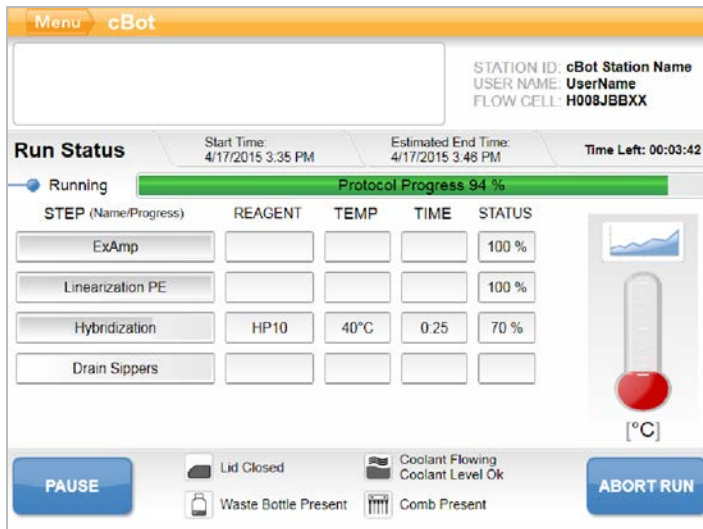 Menu cBot
STATION ID: cBot Station Name
USER NAME: UserName
FLOW CELL: H008JBBXX
Run Status
Start Time:
4/17/2015 3:35 PM
Estimated End Time:
4/17/2015 3:46 PM
Time Left: 00:03:42
Running
Protocol Progress 94 %
STEP (Name/Progress) REAGENT TEMP TIME STATUS
ExAmp 100 %
Linearization PE 100 %
Hybridization HP10 40°C 0:25 70 %
Drain Sippers
[°C]
PAUSE
Lid Closed
Coolant Flowing
Coolant Level Ok
Waste Bottle Present
Comb Present
ABORT RUN